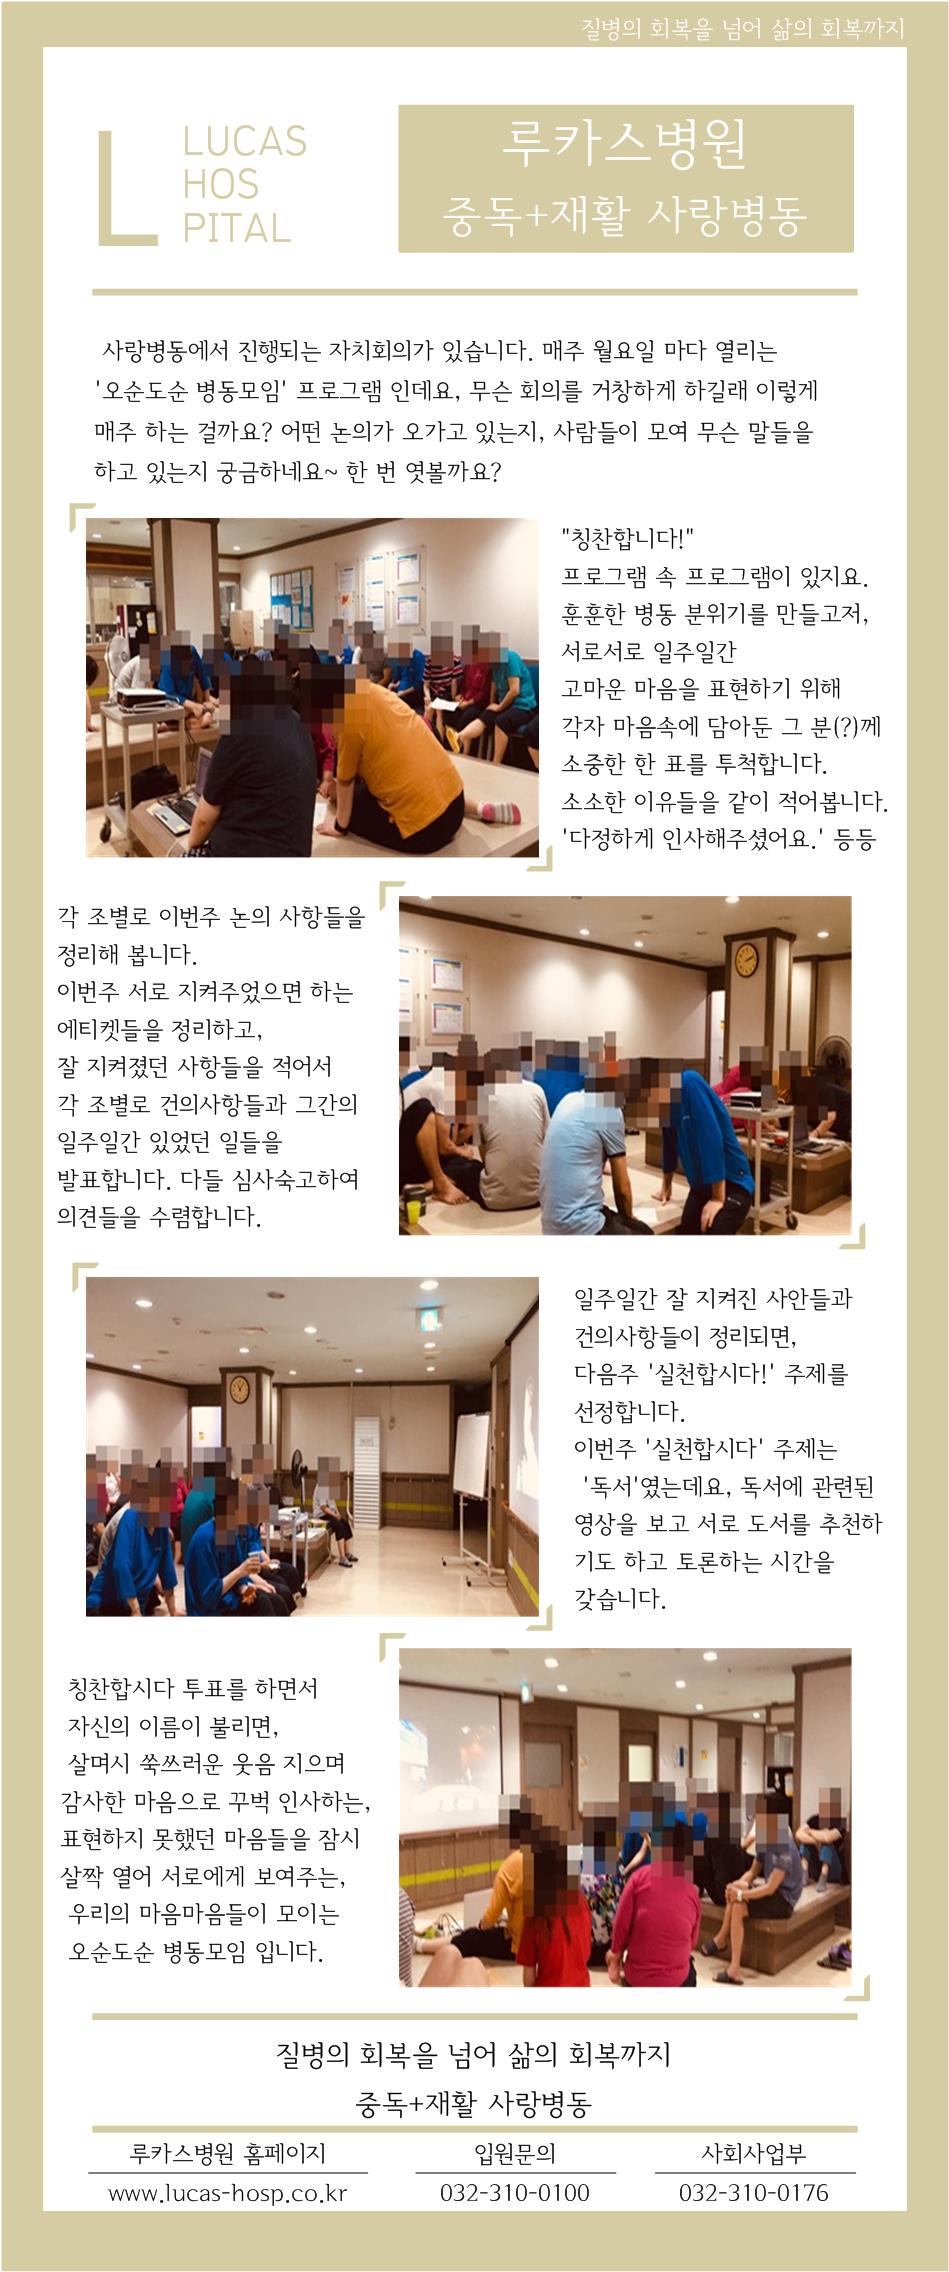 질병의 회복을 넘어 삶의 회복까지
L
LUCAS
HOS
PITAL
루카스병원
중독+재활 사랑병동
사랑병동에서 진행되는 자치회의가 있습니다. 매주 월요일 마다 열리는
'오순도순 병동모임' 프로그램 인데요, 무슨 회의를 거창하게 하길래 이렇게
매주 하는 걸까요? 어떤 논의가 오가고 있는지, 사람들이 모여 무슨 말들을
하고 있는지 궁금하네요~ 한 번 엿볼까요?
"칭찬합니다!"
프로그램 속 프로그램이 있지요.
훈훈한 병동 분위기를 만들고저,
서로서로 일주일간
고마운 마음을 표현하기 위해
각자 마음속에 담아둔 그 분(?)께
소중한 한 표를 투척합니다.
소소한 이유들을 같이 적어봅니다.
'다정하게 인사해주셨어요.' 등등
각 조별로 이번주 논의 사항들을
정리해 봅니다.
이번주 서로 지켜주었으면 하는
에티켓들을 정리하고,
잘 지켜졌던 사항들을 적어서
각 조별로 건의사항들과 그간의
일주일간 있었던 일들을
발표합니다. 다들 심사숙고하여
의견들을 수렴합니다.
일주일간 잘 지켜진 사안들과
건의사항들이 정리되면,
다음주 '실천합시다!' 주제를
선정합니다.
이번주 '실천합시다' 주제는
'독서'였는데요, 독서에 관련된
영상을 보고 서로 도서를 추천하
기도 하고 토론하는 시간을
갖습니다.
칭찬합시다 투표를 하면서
자신의 이름이 불리면,
살며시 쑥쓰러운 웃음 지으며
감사한 마음으로 꾸벅 인사하는,
표현하지 못했던 마음들을 잠시
살짝 열어 서로에게 보여주는,
우리의 마음마음들이 모이는
오순도순 병동모임 입니다.
질병의 회복을 넘어 삶의 회복까지
중독+재활 사랑병동
루카스병원 홈페이지
www.lucas-hosp.co.kr
입원문의
032-310-0100
사회사업부
032-310-0176